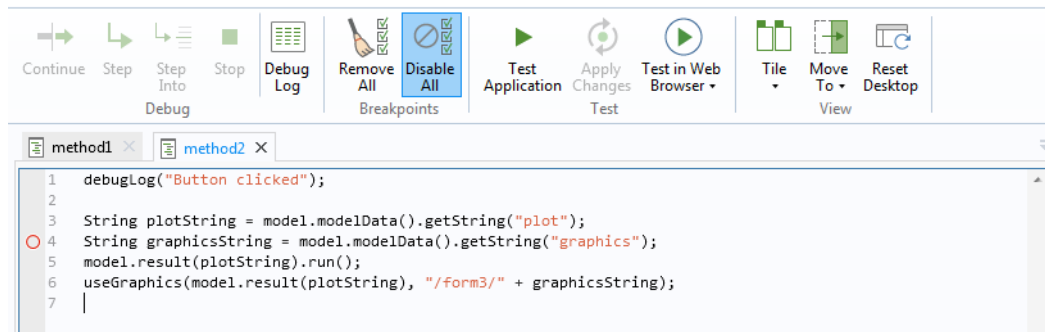 Continue Step Step Into Stop Debug Log Remove All Disable All Test Application Apply Changes Test in Web Browser Tile Move To Reset Desktop
Debug Breakpoints Test View
method1 method2
1 debugLog("Button clicked");
2
3 String plotString = model.modelData().getString("plot");
4 String graphicsString = model.modelData().getString("graphics");
5 model.result(plotString).run();
6 useGraphics(model.result(plotString), "/form3/" + graphicsString);
7